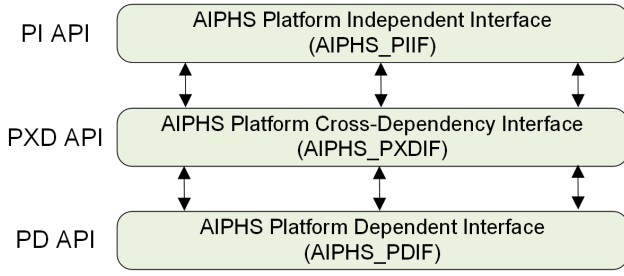 PI API
AIPHS Platform Independent Interface
(AIPHS_PIIF)
PXD API
AIPHS Platform Cross-Dependency Interface
(AIPHS_PXDIF)
PD API
AIPHS Platform Dependent Interface
(AIPHS_PDIF)